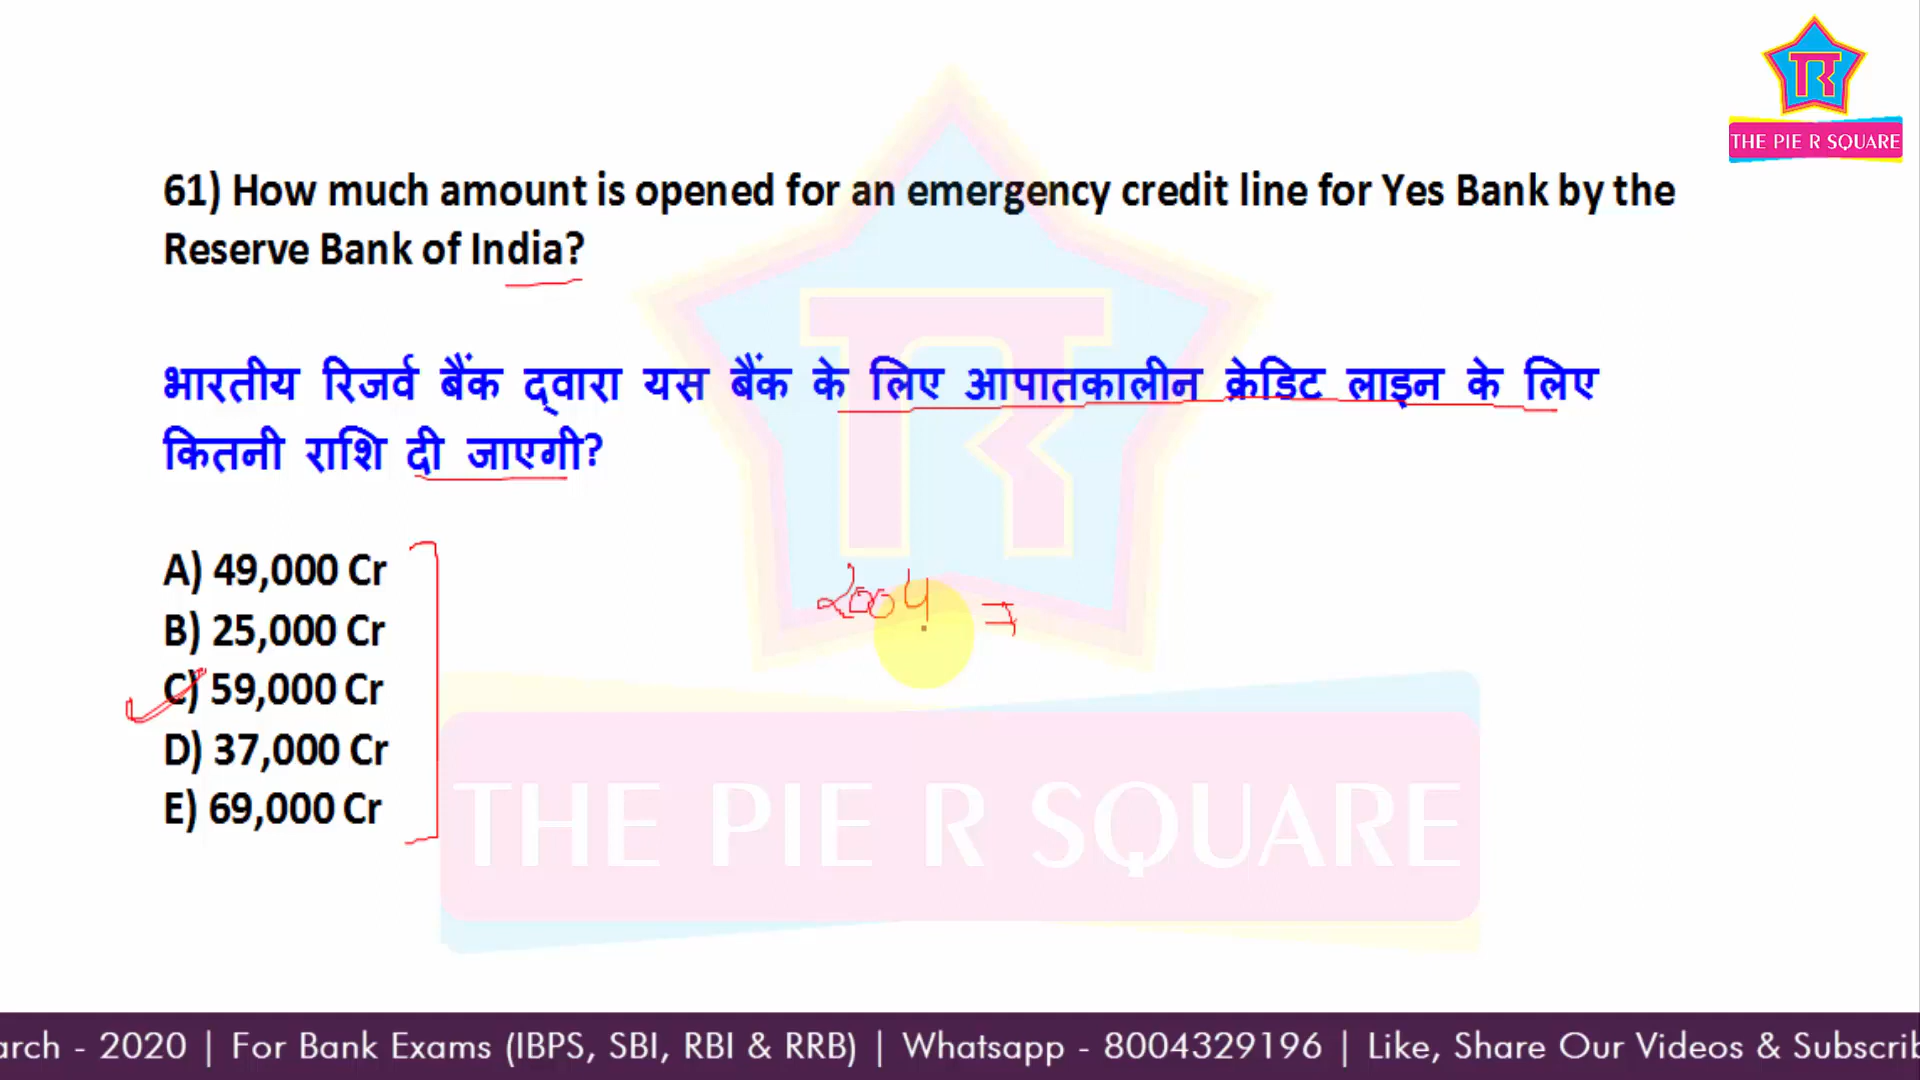 THE PIE R SQUARE
61) How much amount is opened for an emergency credit line for Yes Bank by the
Reserve Bank of India?
भारतीय रिजर्व बैंक द्वारा यस बैंक के लिए आपातकालीन क्रेडिट लाइन के लिए
कितनी राशि दी जाएगी?
A) 49,000 Cr
B) 25,000 Cr
C) 59,000 Cr
D) 37,000 Cr
E) 69,000 Cr
2004 =
THE PIE R SQUARE
arch - 2020 | For Bank Exams (IBPS, SBI, RBI & RRB) | Whatsapp - 8004329196 | Like, Share Our Videos & Subscrib